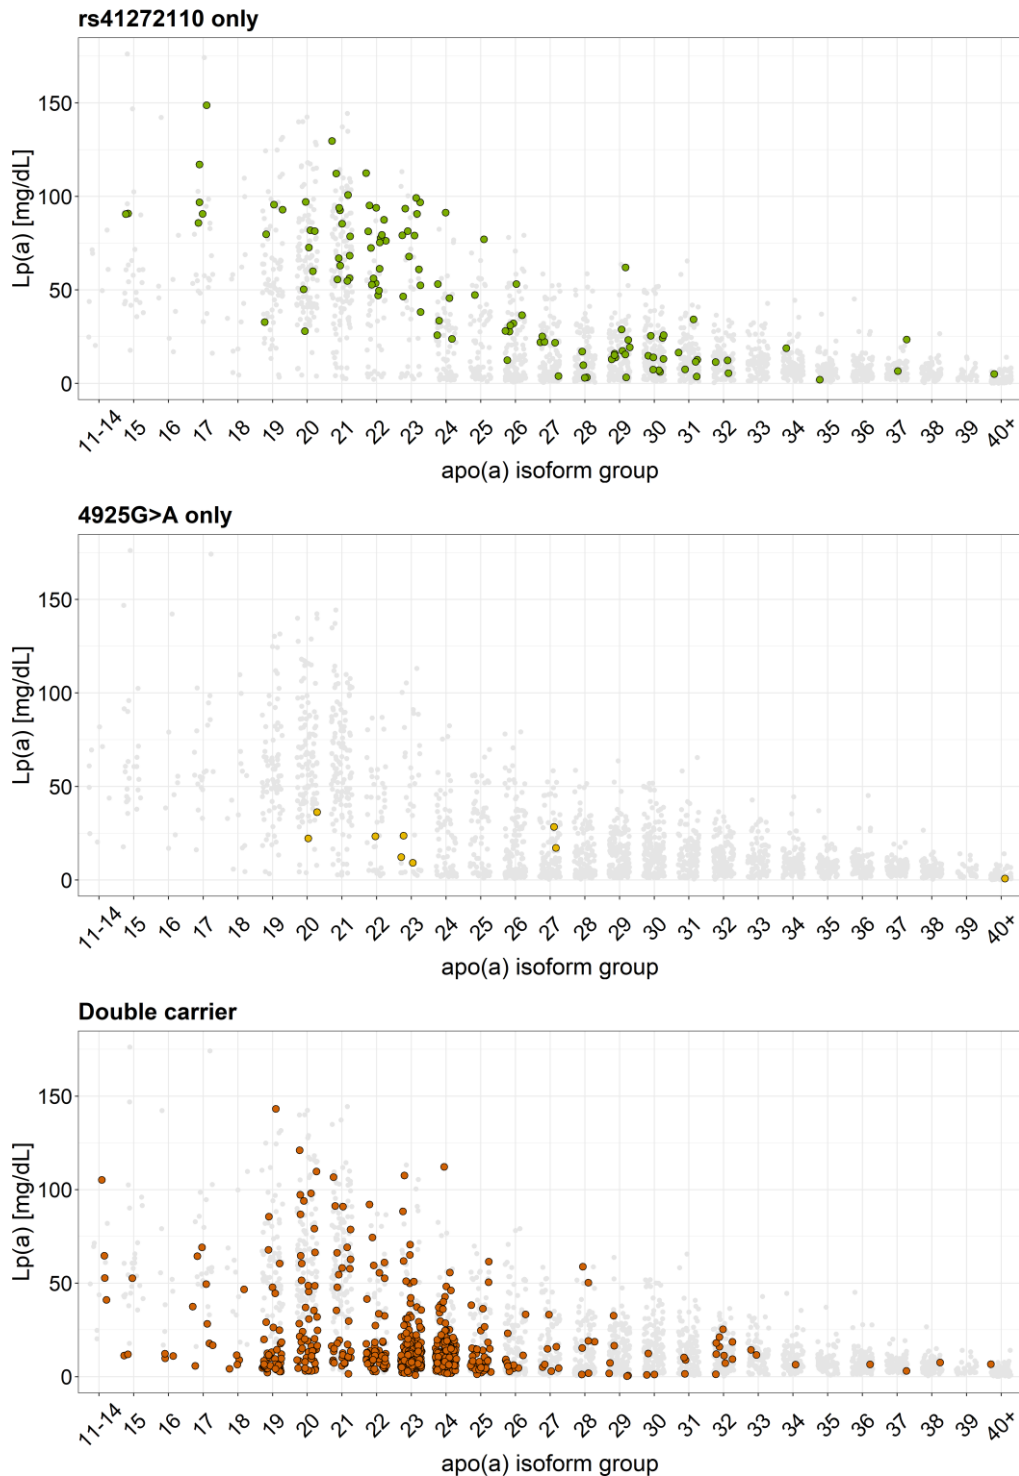 rs41272110 only
Lp(a) [mg/dL]
150
100
50
0
11-14 15 16 17 18 19 20 21 22 23 24 25 26 27 28 29 30 31 32 33 34 35 36 37 38 39 40+
apo(a) isoform group
4925G>A only
Lp(a) [mg/dL]
150
100
50
0
11-14 15 16 17 18 19 20 21 22 23 24 25 26 27 28 29 30 31 32 33 34 35 36 37 38 39 40+
apo(a) isoform group
Double carrier
Lp(a) [mg/dL]
150
100
50
0
11-14 15 16 17 18 19 20 21 22 23 24 25 26 27 28 29 30 31 32 33 34 35 36 37 38 39 40+
apo(a) isoform group